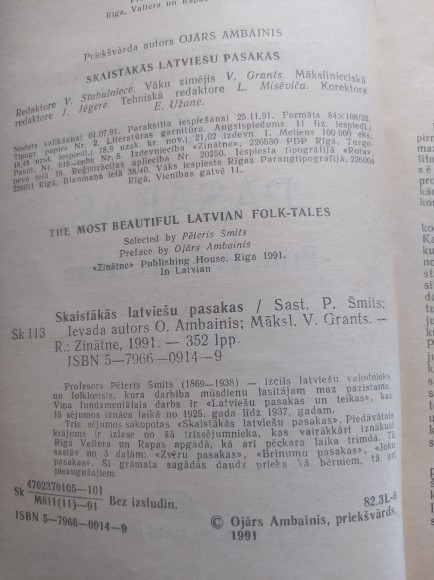 Rīga, Valtera un Rapas
Priekšvārda autors OJĀRS AMBAINIS
SKAISTĀKĀS LATVIEŠU PASAKAS
Redaktore V. Stabulniece. Vāku zīmējis V. Grants. Mākslinieciskā
redaktore I. Jēgere. Tehniskā redaktore L. Misēviča. Korektore
E. Užane.
Nodots salikšanai 01.07.91. Parakstīts iespiešanai 25.11.91. Formāts 84×108/32.
Tipogr. papīrs Nr. 2. Literatūras garnitūra. Augstspiedums. 11 fiz. iespiedl.;
18,48 uzsk. iespiedl.; 18,9 uzsk. kr. nov.; 21,02 izdevn. l. Metiens 100 000 eks.
Pasūt. Nr. 618. Izdevniecība «Zinātne», 226530 PDP Rīgā, Turge-
ņeva ielā 19. Reģistrācijas apliecība Nr. 20250. Iespiesta tipogrāfijā «Rota»,
226011 Rīgā, Blaumaņa ielā 38/40. Vāks iespiests Rīgas Paraugtipogrāfijā, 226004
Rīgā, Vienības gatvē 11.
THE MOST BEAUTIFUL LATVIAN FOLK-TALES
Selected by Pēteris Šmits
Preface by Ojārs Ambainis
«Zinātne» Publishing House. Riga 1991.
In Latvian
Skaistākās latviešu pasakas / Sast. P. Šmits;
Sk 113 Ievada autors O. Ambainis; Māksl. V. Grants. —
R.: Zinātne, 1991. — 352 lpp.
ISBN 5—7966—0914—9
Profesors Pēteris Šmits (1869—1938) — izcils latviešu valodnieks
un folklorists, kura darbība mūsdienu lasītājam maz pazīstama.
Viņa fundamentālais darbs ir «Latviešu pasakas un teikas», kas
15 sējumos iznāca laikā no 1925. gada līdz 1937. gadam.
Trīs sējumos sakopotas «Skaistākās latviešu pasakas». Piedāvātais
krājums ir izlase no šā trīssējumnieka, kas vairākkārt iznākusi
Rīgā Valtera un Rapas apgādā, kā arī pēckara laika trimdā. Tā
sastāv no 3 daļām: «Zvēru pasakas», «Brīnumu pasakas», «Joku
pasakas». Šī grāmata sagādās daudz prieka kā bērniem, tā arī
pieaugušajiem.
Sk 4702370105—101
M811(11)—91 Bez izsludin.
82.3L—6
ISBN 5—7966—0914—9
© Ojārs Ambainis, priekšvārds,
1991